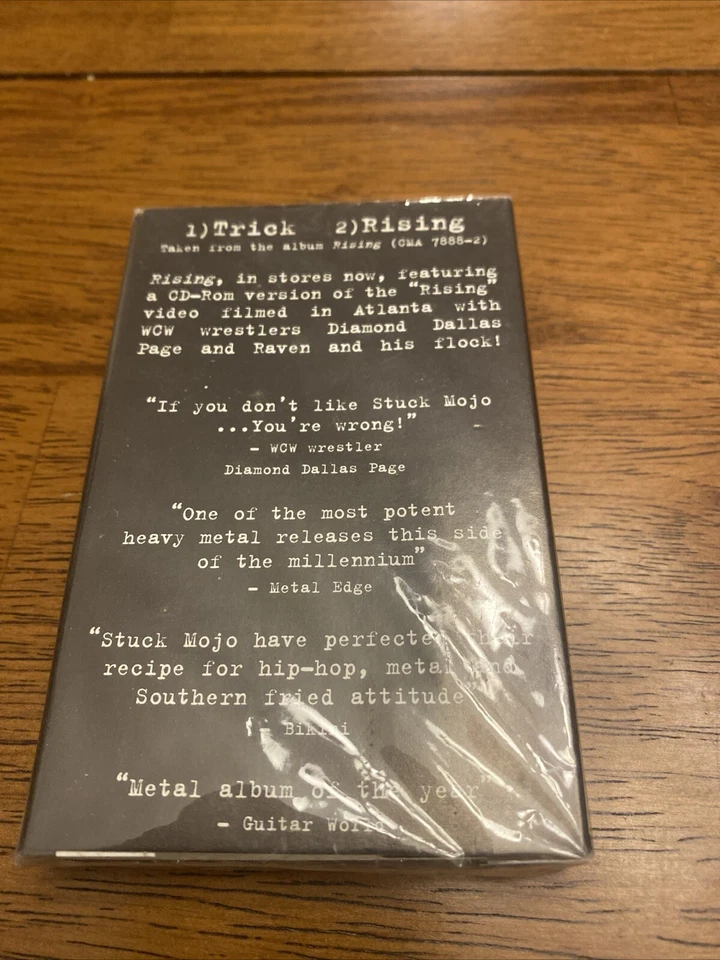 1)Trick 2)Rising
Taken from the album Rising (CMA 7888-2)
Rising, in stores now, featuring
a CD-Rom version of the "Rising"
video filmed in Atlanta with
WCW wrestlers Diamond Dallas
Page and Raven and his flock!
"If you don't like Stuck Mojo
...You're wrong!"
- WCW wrestler
Diamond Dallas Page
"One of the most potent
heavy metal releases this side
of the millennium"
- Metal Edge
"Stuck Mojo have perfected their
recipe for hip-hop, metal and
Southern fried attitude"
- Bikini
"Metal album of the year"
- Guitar World